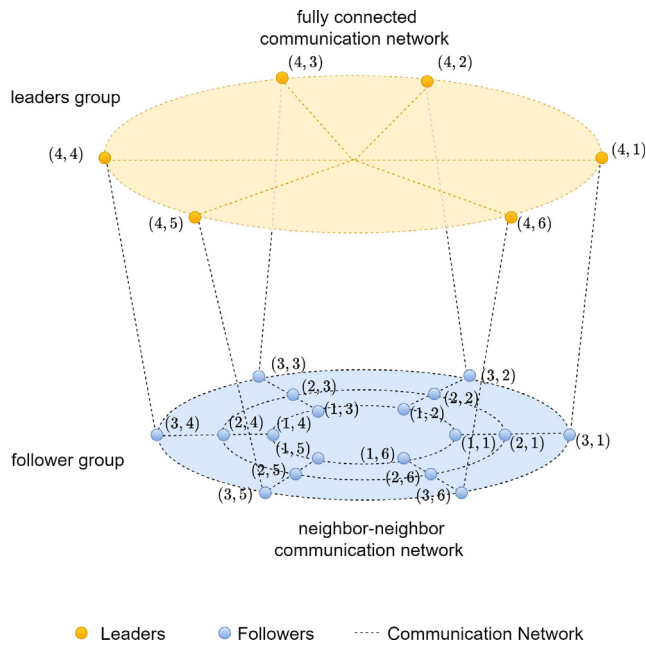 fully connected
communication network
(4, 3)
(4, 2)
leaders group
(4, 4)
(4, 1)
(4, 5)
(4, 6)
(3, 3)
(3, 2)
(2, 3)
(2, 2)
(1, 3)
(1, 2)
(3, 4)
(2, 4)
(1, 4)
(1, 1)
(2, 1)
(3, 1)
(1, 5)
(1, 6)
follower group
(2, 5)
(2, 6)
(3, 5)
(3, 6)
neighbor-neighbor
communication network
Leaders
Followers
Communication Network